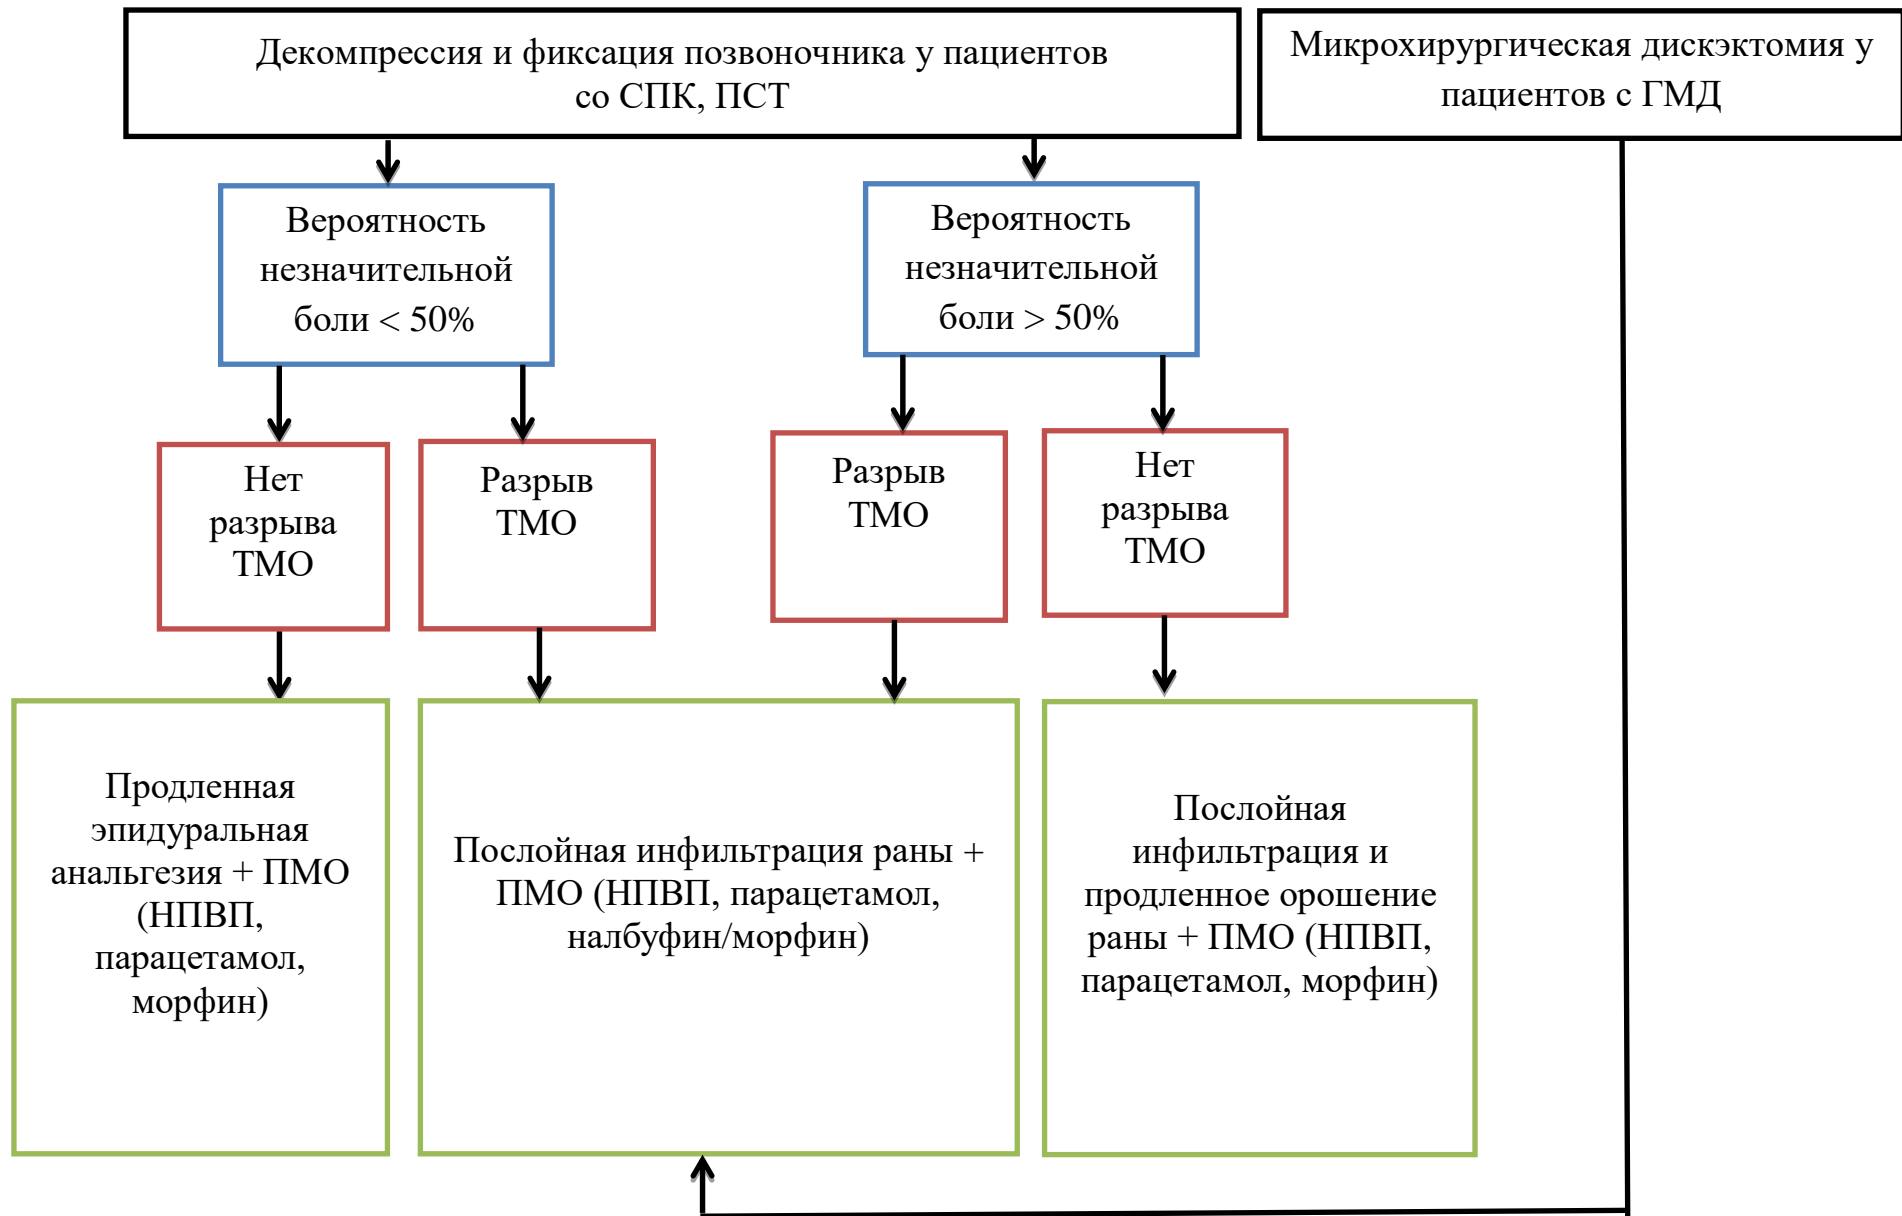 Декомпрессия и фиксация позвоночника у пациентов
со СПК, ПСТ
Микрохирургическая дискэктомия у
пациентов с ГМД
Вероятность
незначительной
боли < 50%
Вероятность
незначительной
боли > 50%
Нет
разрыва
ТМО
Разрыв
ТМО
Разрыв
ТМО
Нет
разрыва
ТМО
Продленная
эпидуральная
анальгезия + ПМО
(НПВП,
парацетамол,
морфин)
Послойная инфильтрация раны +
ПМО (НПВП, парацетамол,
налбуфин/морфин)
Послойная
инфильтрация и
продленное орошение
раны + ПМО (НПВП,
парацетамол, морфин)